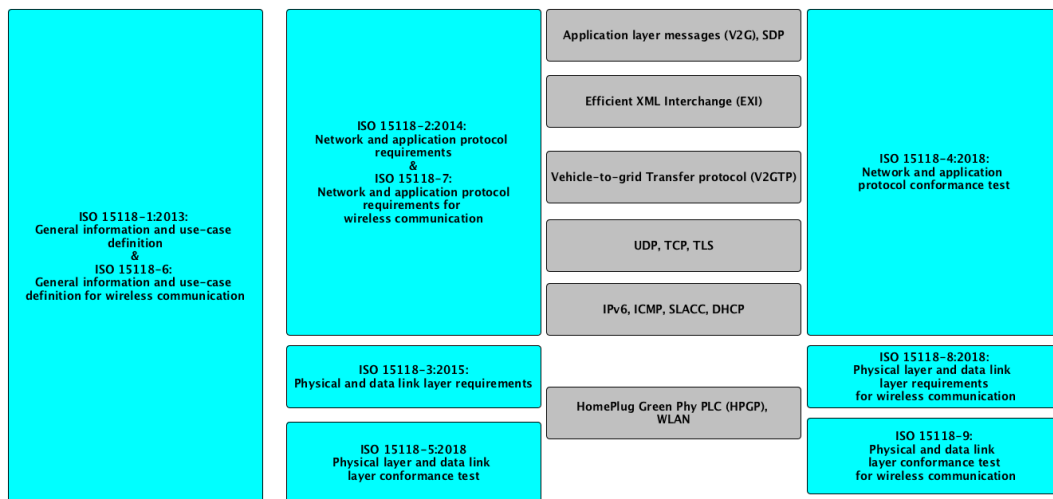 ISO 15118-1:2013:
General information and use-case
definition
&
ISO 15118-6:
General information and use-case
definition for wireless communication
ISO 15118-2:2014:
Network and application protocol
requirements
&
ISO 15118-7:
Network and application protocol
requirements for
wireless communication
ISO 15118-3:2015:
Physical and data link layer requirements
ISO 15118-5:2018
Physical layer and data link
layer conformance test
Application layer messages (V2G), SDP
Efficient XML Interchange (EXI)
Vehicle-to-grid Transfer protocol (V2GTP)
UDP, TCP, TLS
IPv6, ICMP, SLACC, DHCP
HomePlug Green Phy PLC (HPGP),
WLAN
ISO 15118-4:2018:
Network and application
protocol conformance test
ISO 15118-8:2018:
Physical layer and data link
layer requirements
for wireless communication
ISO 15118-9:
Physical and data link
layer conformance test
for wireless communication